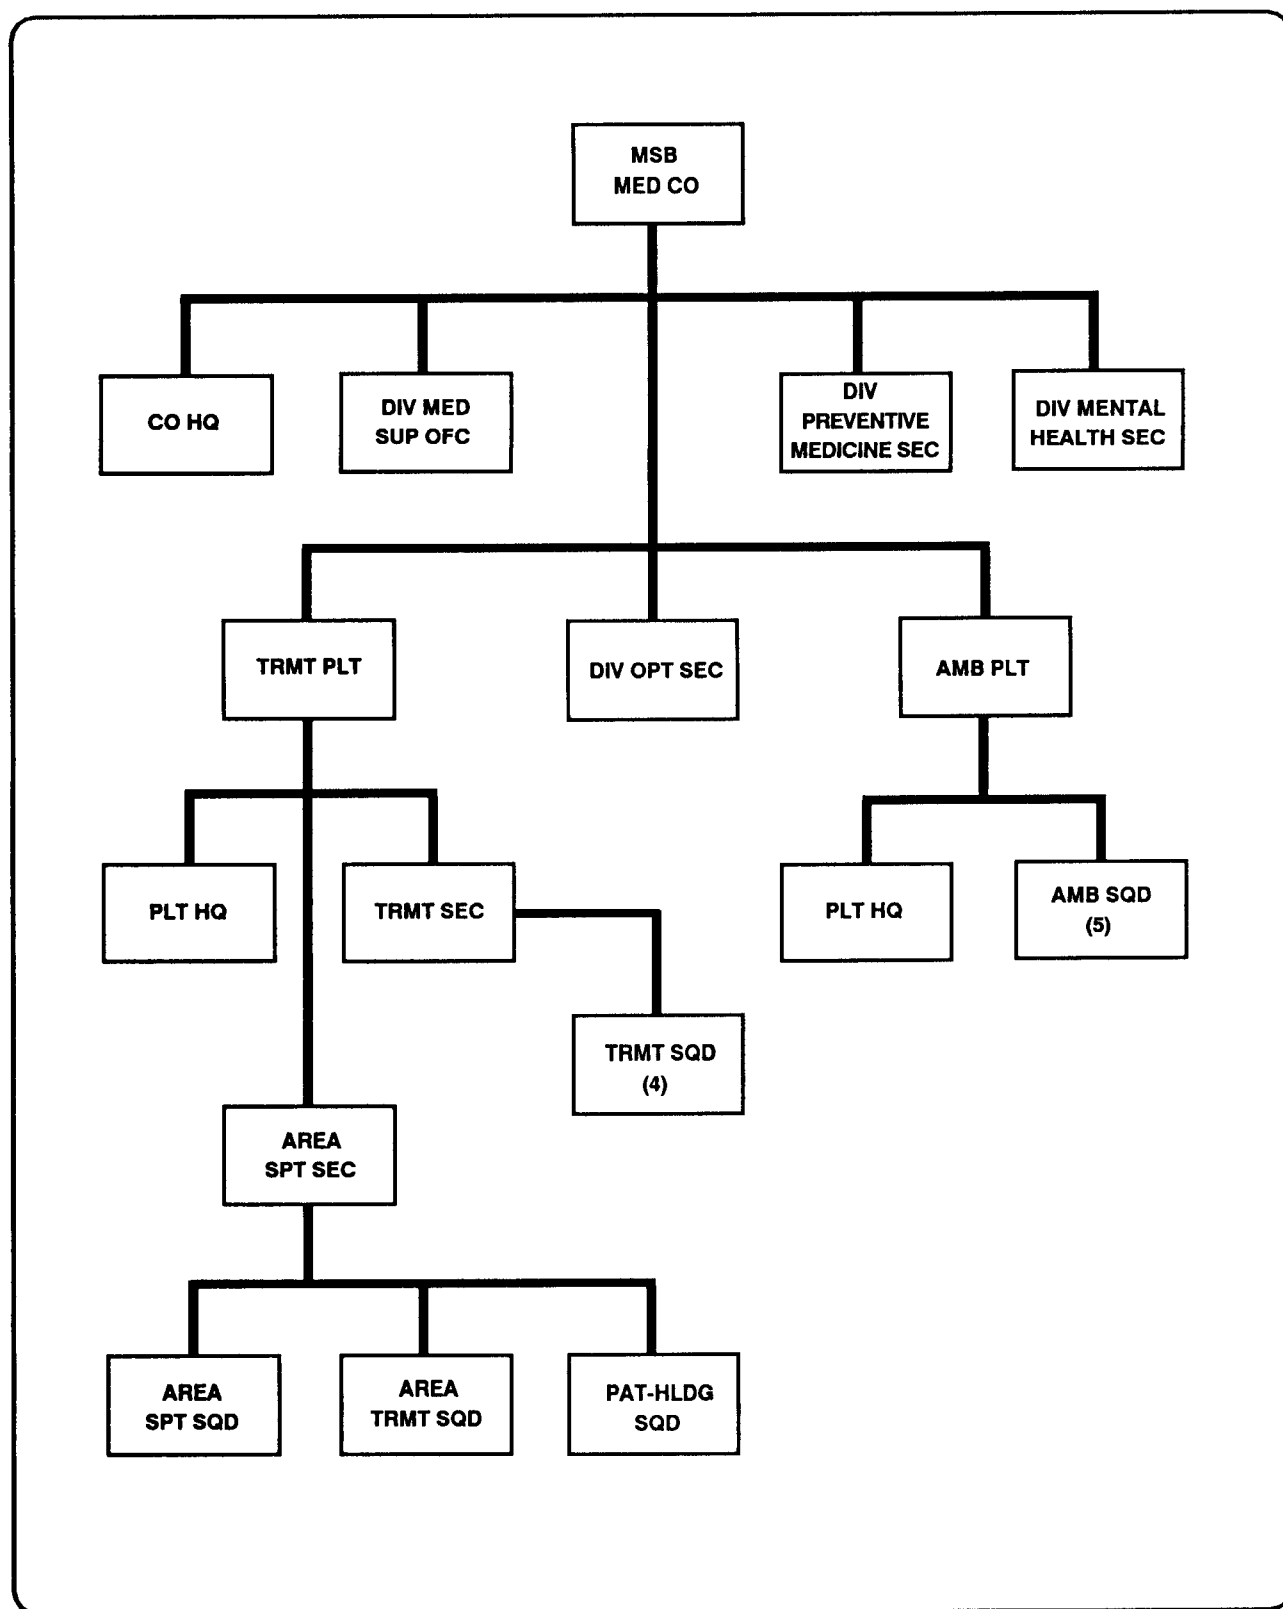 MSB
MED CO
CO HQ
DIV MED
SUP OFC
DIV
PREVENTIVE
MEDICINE SEC
DIV MENTAL
HEALTH SEC
TRMT PLT
DIV OPT SEC
AMB PLT
PLT HQ
TRMT SEC
PLT HQ
AMB SQD
(5)
TRMT SQD
(4)
AREA
SPT SEC
AREA
SPT SQD
AREA
TRMT SQD
PAT-HLDG
SQD